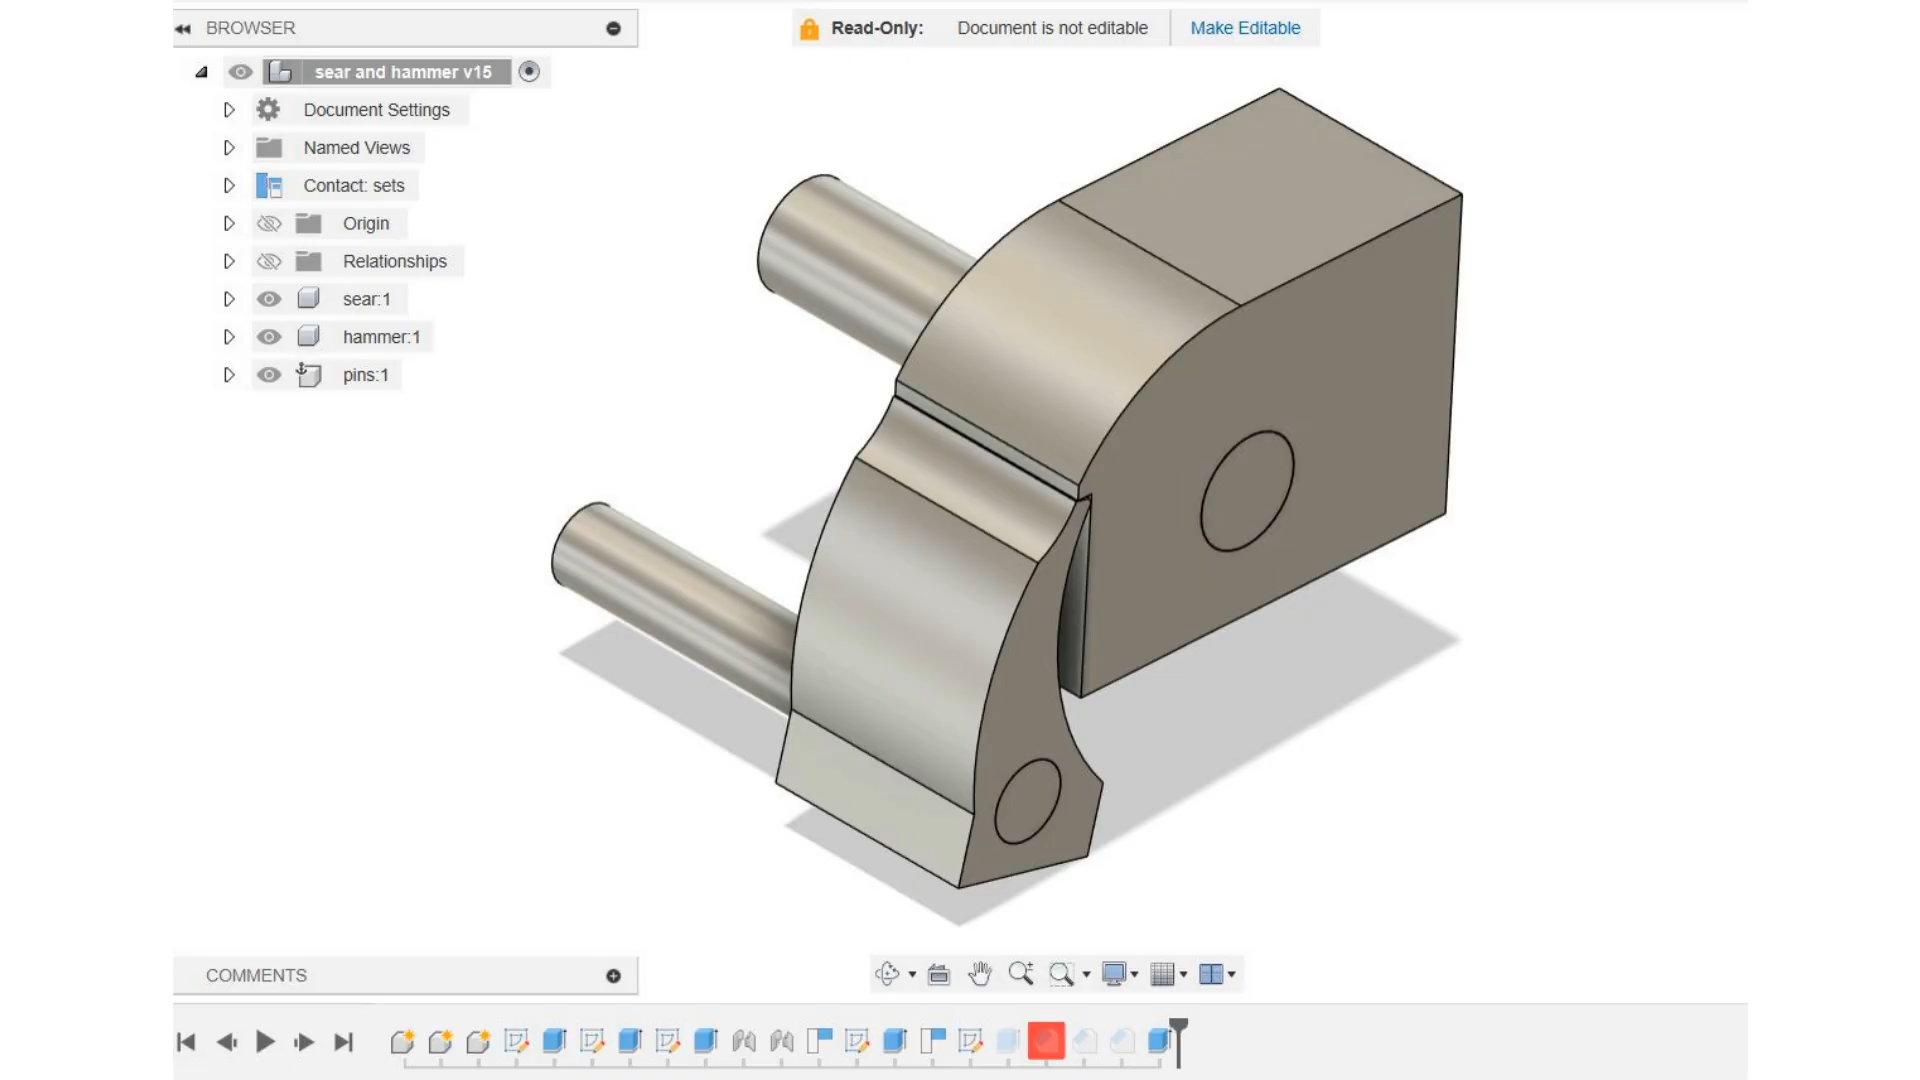 BROWSER
Read-Only: Document is not editable Make Editable
sear and hammer v15
Document Settings
Named Views
Contact: sets
Origin
Relationships
sear:1
hammer:1
pins:1
COMMENTS